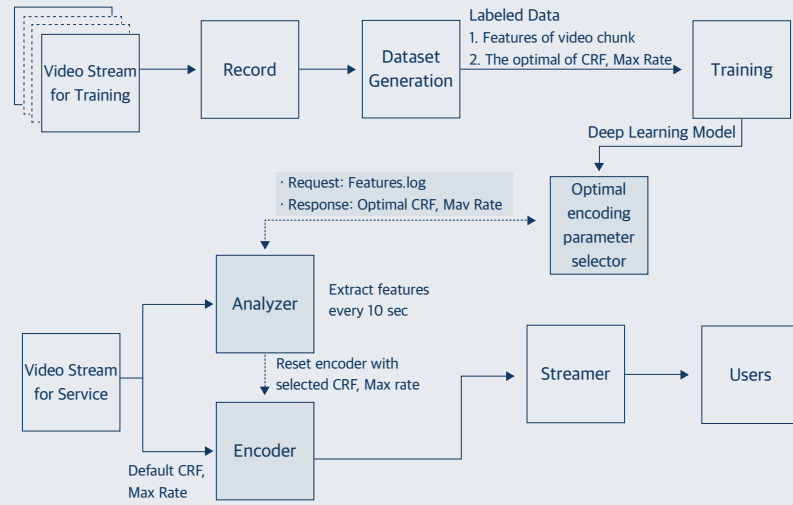 Video Stream
for Training
Record
Dataset
Generation
Labeled Data
1. Features of video chunk
2. The optimal of CRF, Max Rate
Training
Deep Learning Model
· Request: Features.log
· Response: Optimal CRF, Mav Rate
Optimal
encoding
parameter
selector
Analyzer
Extract features
every 10 sec
Video Stream
for Service
Reset encoder with
selected CRF, Max rate
Streamer
Users
Encoder
Default CRF,
Max Rate